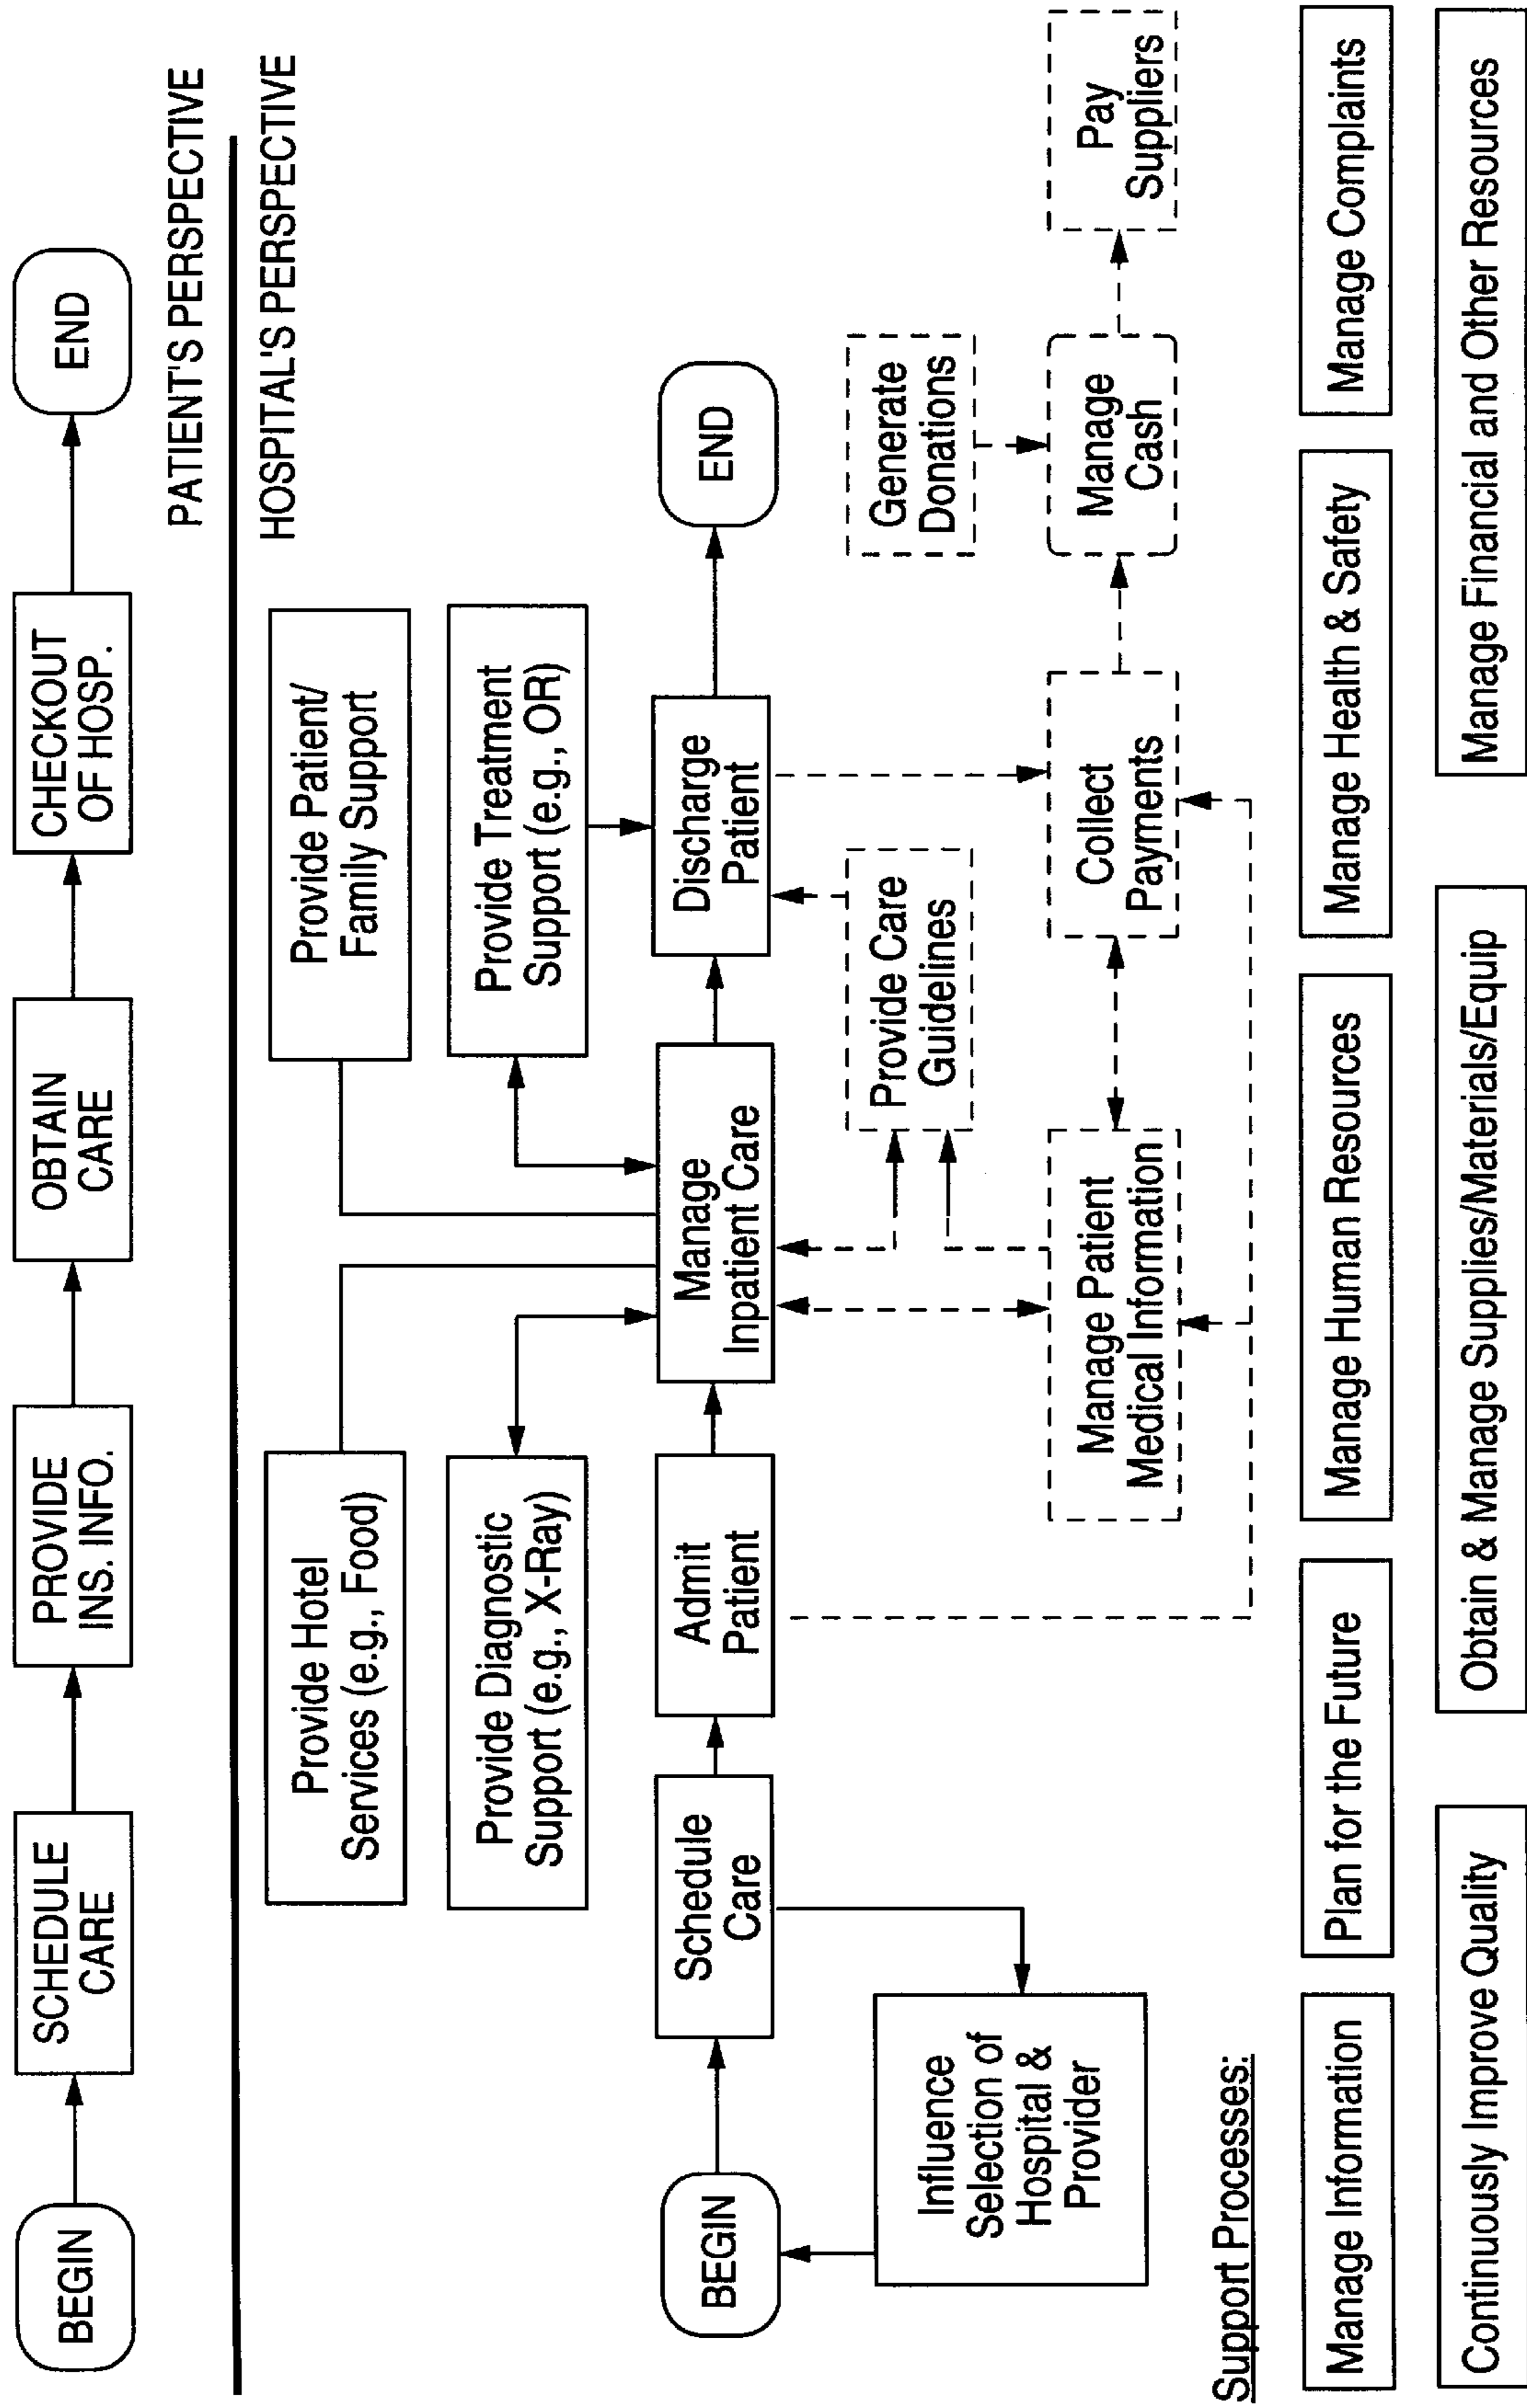 BEGIN
SCHEDULE
CARE
PROVIDE
INS. INFO.
OBTAIN
CARE
CHECKOUT
OF HOSP.
END
PATIENT'S PERSPECTIVE
HOSPITAL'S PERSPECTIVE
Provide Hotel
Services (e.g., Food)
Provide Patient/
Family Support
Provide Diagnostic
Support (e.g., X-Ray)
Provide Treatment
Support (e.g., OR)
BEGIN
Schedule
Care
Admit
Patient
Manage
Inpatient Care
Discharge
Patient
END
Influence
Selection of
Hospital &
Provider
Provide Care
Guidelines
Generate
Donations
Manage Patient
Medical Information
Collect
Payments
Manage
Cash
Pay
Suppliers
Support Processes:
Manage Information
Plan for the Future
Manage Human Resources
Manage Health & Safety
Manage Complaints
Continuously Improve Quality
Obtain & Manage Supplies/Materials/Equip
Manage Financial and Other Resources